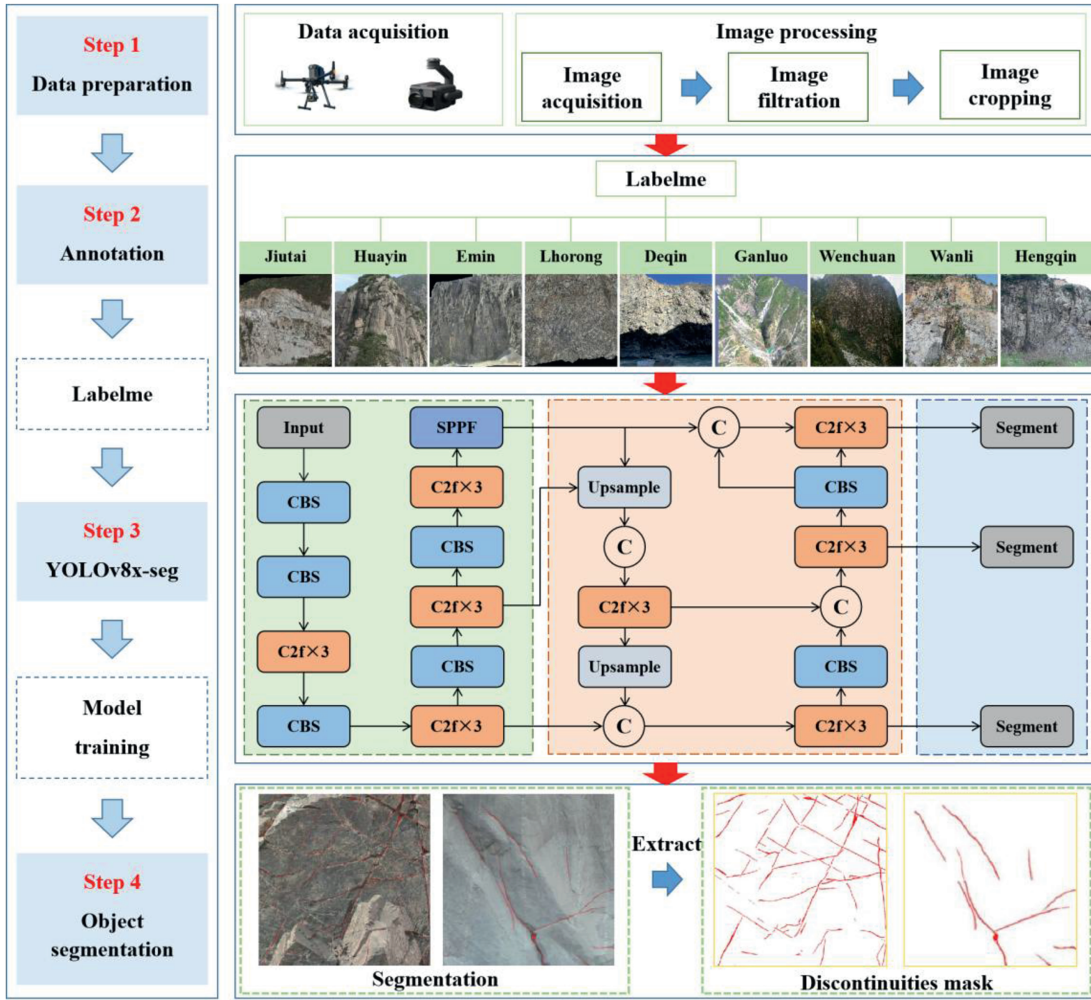 Step 1
Data preparation
Step 2
Annotation
Labelme
Step 3
YOLOv8x-seg
Model
training
Step 4
Object
segmentation
Data acquisition
Image processing
Image
acquisition
Image
filtration
Image
cropping
Labelme
Jiutai
Huayin
Emin
Lhorong
Deqin
Ganluo
Wenchuan
Wanli
Hengqin
Input
CBS
CBS
C2f×3
CBS
SPPF
C2f×3
CBS
C2f×3
CBS
C2f×3
Upsample
C
C2f×3
Upsample
C
C
C2f×3
CBS
C2f×3
C
CBS
C2f×3
Segment
Segment
Segment
Segmentation
Extract
Discontinuities mask